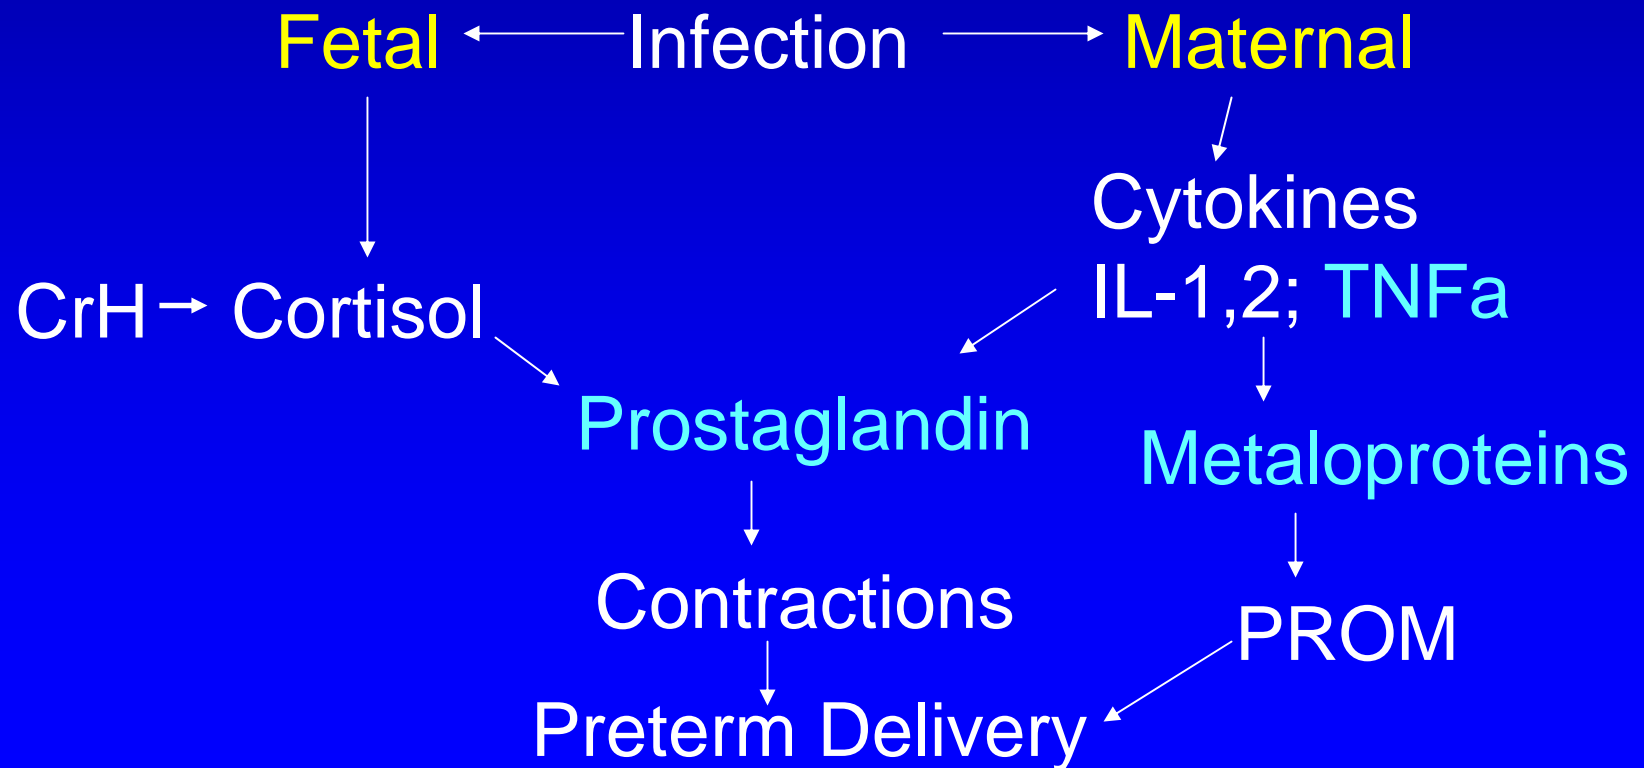 Fetal Infection Maternal
Cytokines
IL-1,2; TNFa
CrH Cortisol
Prostaglandin
Metaloproteins
Contractions
PROM
Preterm Delivery